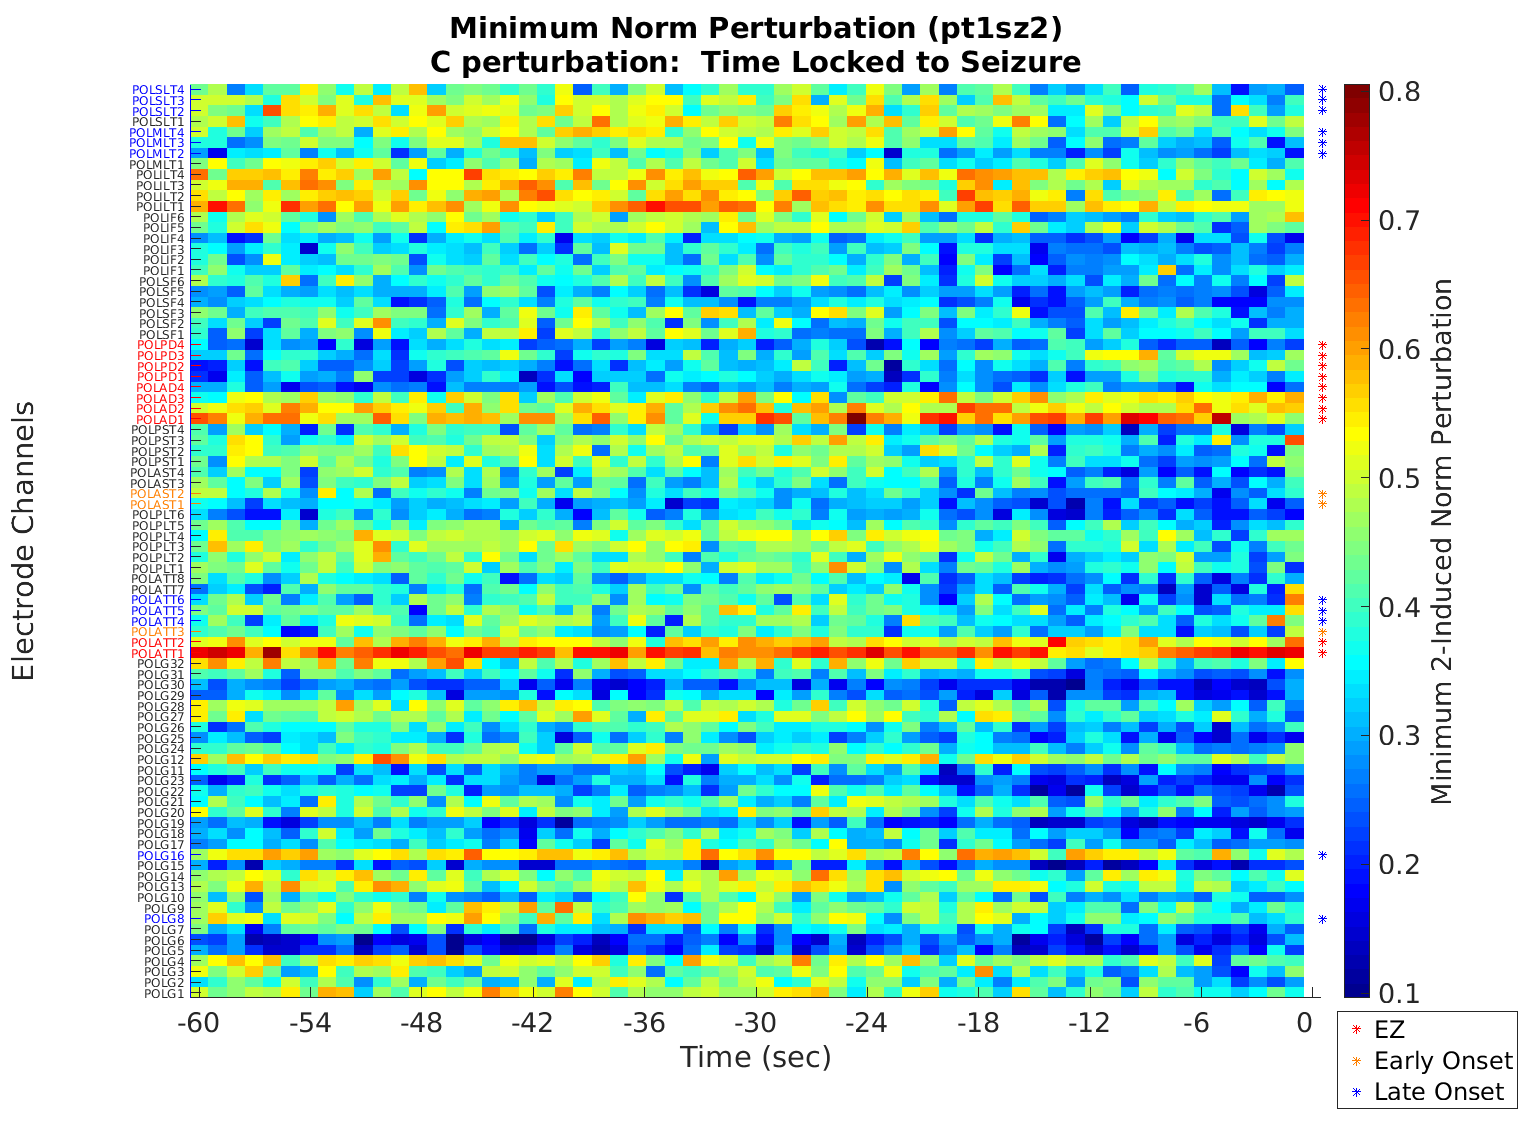 Minimum Norm Perturbation (pt1sz2)
C perturbation:  Time Locked to Seizure
Electrode Channels
POLSLT4
POLSLT3
POLSLT2
POLSLT1
POLMLT4
POLMLT3
POLMLT2
POLMLT1
POLILT4
POLILT3
POLILT2
POLILT1
POLIF6
POLIF5
POLIF4
POLIF3
POLIF2
POLIF1
POLSF6
POLSF5
POLSF4
POLSF3
POLSF2
POLSF1
POLPD4
POLPD3
POLPD2
POLPD1
POLAD4
POLAD3
POLAD2
POLAD1
POLPST4
POLPST3
POLPST2
POLPST1
POLAST4
POLAST3
POLAST2
POLAST1
POLPLT6
POLPLT5
POLPLT4
POLPLT3
POLPLT2
POLPLT1
POLATT8
POLATT7
POLATT6
POLATT5
POLATT4
POLATT3
POLATT2
POLATT1
POLG32
POLG31
POLG30
POLG29
POLG28
POLG27
POLG26
POLG25
POLG24
POLG12
POLG11
POLG23
POLG22
POLG21
POLG20
POLG19
POLG18
POLG17
POLG16
POLG15
POLG14
POLG13
POLG10
POLG9
POLG8
POLG7
POLG6
POLG5
POLG4
POLG3
POLG2
POLG1
-60 -54 -48 -42 -36 -30 -24 -18 -12 -6 0
Time (sec)
0.8
0.7
0.6
0.5
0.4
0.3
0.2
0.1
Minimum 2-Induced Norm Perturbation
EZ
Early Onset
Late Onset